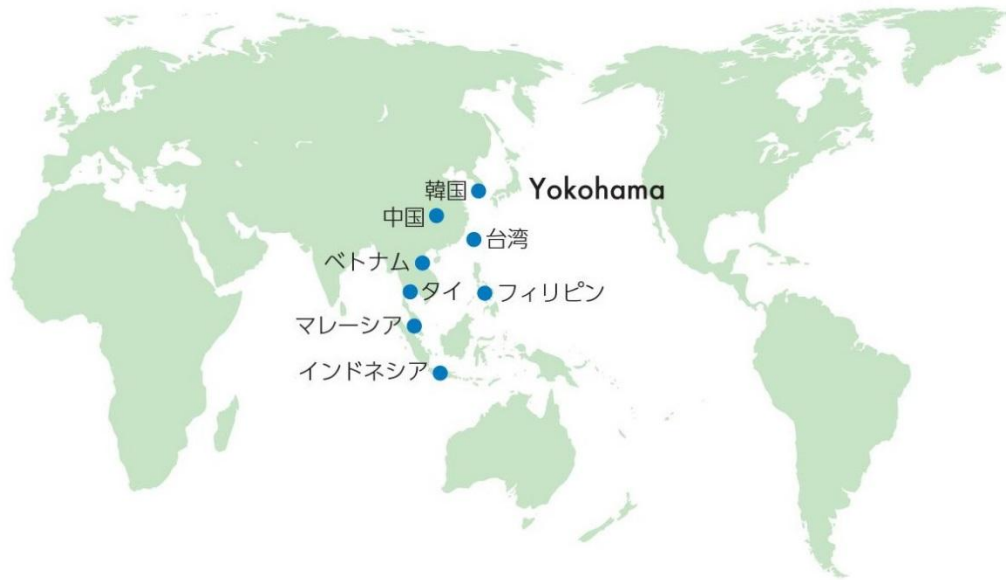 韓国
Yokohama
中国
台湾
ベトナム
タイ
フィリピン
マレーシア
インドネシア